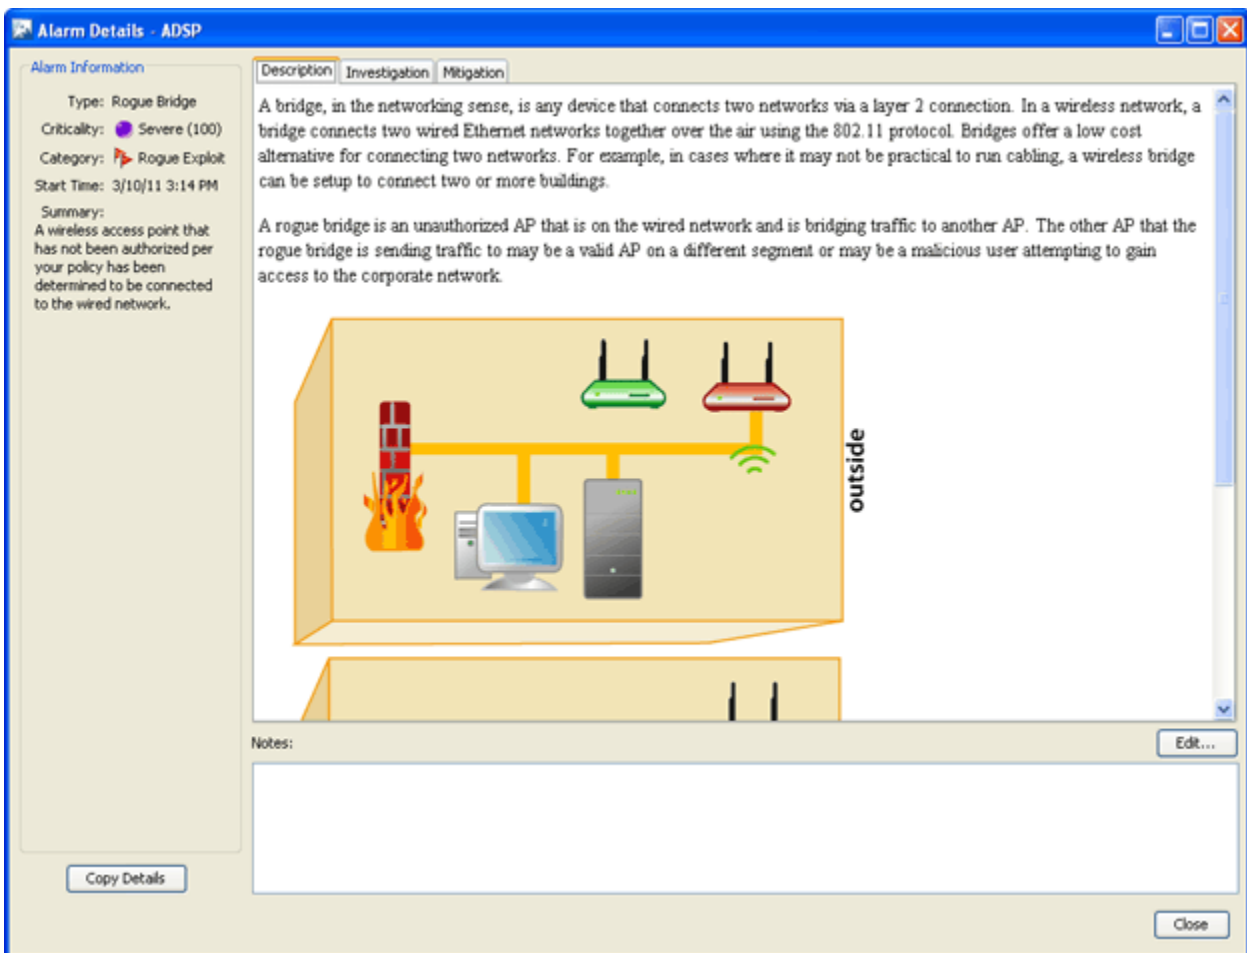 Alarm Details - ADSP
Alarm Information
Type: Rogue Bridge
Criticality: Severe (100)
Category: Rogue Exploit
Start Time: 3/10/11 3:14 PM
Summary:
A wireless access point that
has not been authorized per
your policy has been
determined to be connected
to the wired network.
Copy Details
Description Investigation Mitigation
A bridge, in the networking sense, is any device that connects two networks via a layer 2 connection. In a wireless network, a
bridge connects two wired Ethernet networks together over the air using the 802.11 protocol. Bridges offer a low cost
alternative for connecting two networks. For example, in cases where it may not be practical to run cabling, a wireless bridge
can be setup to connect two or more buildings.
A rogue bridge is an unauthorized AP that is on the wired network and is bridging traffic to another AP. The other AP that the
rogue bridge is sending traffic to may be a valid AP on a different segment or may be a malicious user attempting to gain
access to the corporate network.
outside
Notes:
Edit...
Close